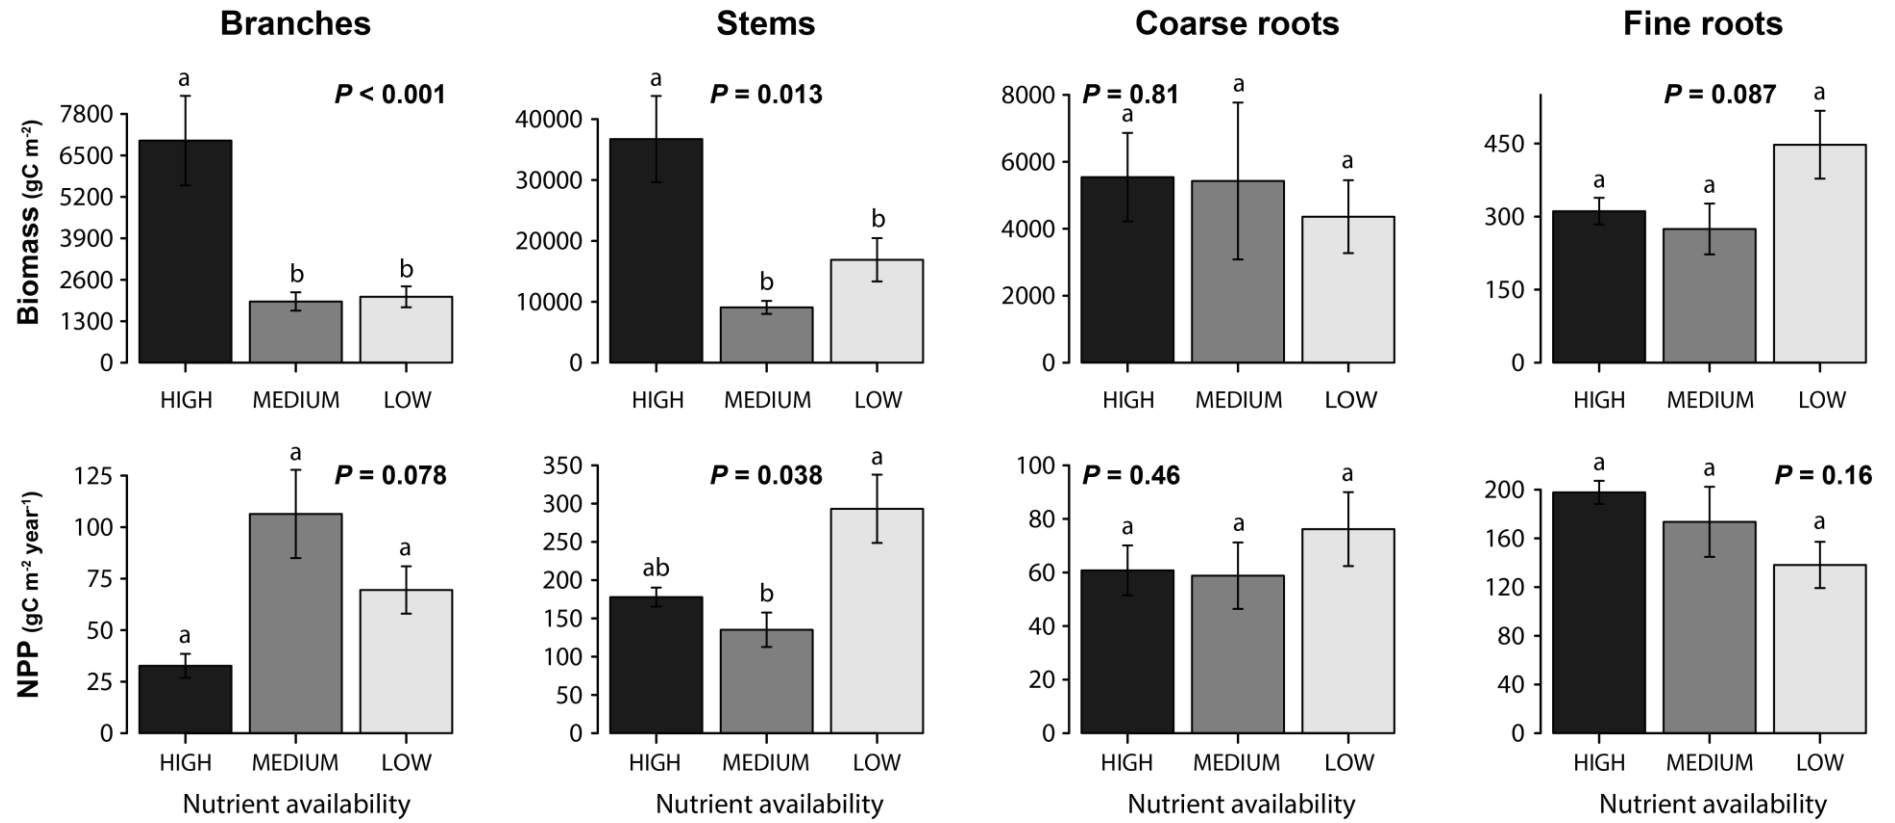 Branches
Stems
Coarse roots
Fine roots
Biomass (gC m⁻²)
7800
6500
5200
3900
2600
1300
0
a
b
b
P < 0.001
HIGH
MEDIUM
LOW
40000
30000
20000
10000
0
a
b
b
P = 0.013
HIGH
MEDIUM
LOW
8000
6000
4000
2000
0
P = 0.81
a
a
a
HIGH
MEDIUM
LOW
450
300
150
0
P = 0.087
a
a
a
HIGH
MEDIUM
LOW
NPP (gC m⁻² year⁻¹)
125
100
75
50
25
0
a
a
a
P = 0.078
HIGH
MEDIUM
LOW
Nutrient availability
350
300
250
200
150
100
50
0
ab
b
a
P = 0.038
HIGH
MEDIUM
LOW
Nutrient availability
100
80
60
40
20
0
P = 0.46
a
a
a
HIGH
MEDIUM
LOW
Nutrient availability
200
160
120
80
40
0
a
a
a
P = 0.16
HIGH
MEDIUM
LOW
Nutrient availability